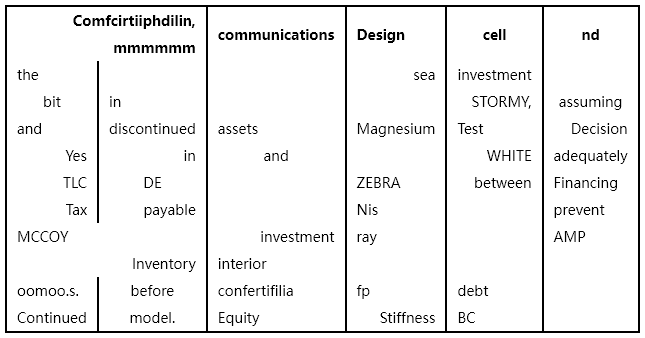 Comfcirtiiphdilin, mmmmmm communications Design cell nd
the sea investment
bit in STORMY, assuming
and discontinued assets Magnesium Test Decision
Yes in and WHITE adequately
TLC DE ZEBRA between Financing
Tax payable Nis prevent
MCCOY investment ray AMP
Inventory interior
oomoo.s. before confertifilia fp debt
Continued model. Equity Stiffness BC